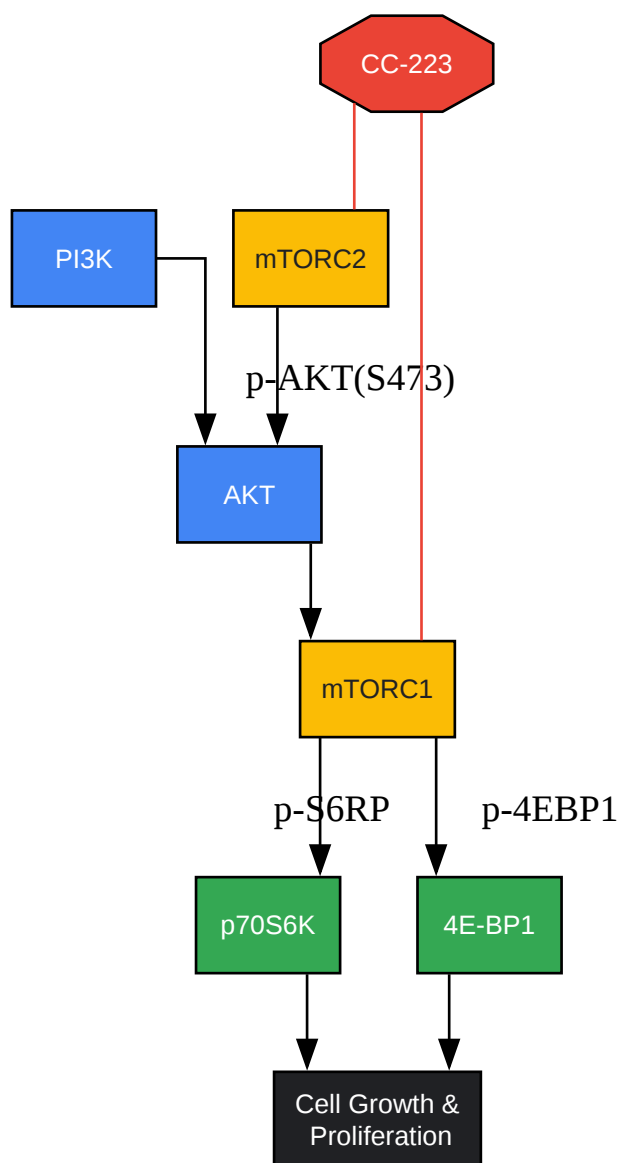 CC-223
PI3K
mTORC2
p-AKT(S473)
AKT
mTORC1
p-S6RP
p-4EBP1
p70S6K
4E-BP1
Cell Growth &
Proliferation